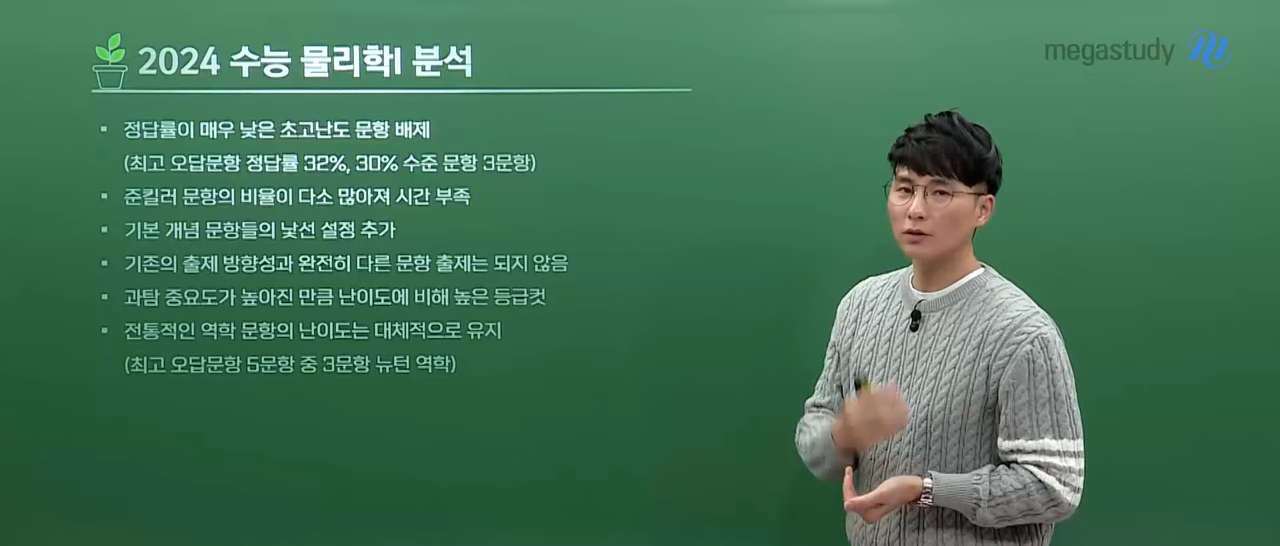 2024 수능 물리학I 분석
megastudy
▪ 정답률이 매우 낮은 초고난도 문항 배제
(최고 오답문항 정답률 32%, 30% 수준 문항 3문항)
▪ 준킬러 문항의 비율이 다소 많아져 시간 부족
▪ 기본 개념 문항들의 낯선 설정 추가
▪ 기존의 출제 방향성과 완전히 다른 문항 출제는 되지 않음
▪ 과탐 중요도가 높아진 만큼 난이도에 비해 높은 등급컷
▪ 전통적인 역학 문항의 난이도는 대체적으로 유지
(최고 오답문항 5문항 중 3문항 뉴턴 역학)